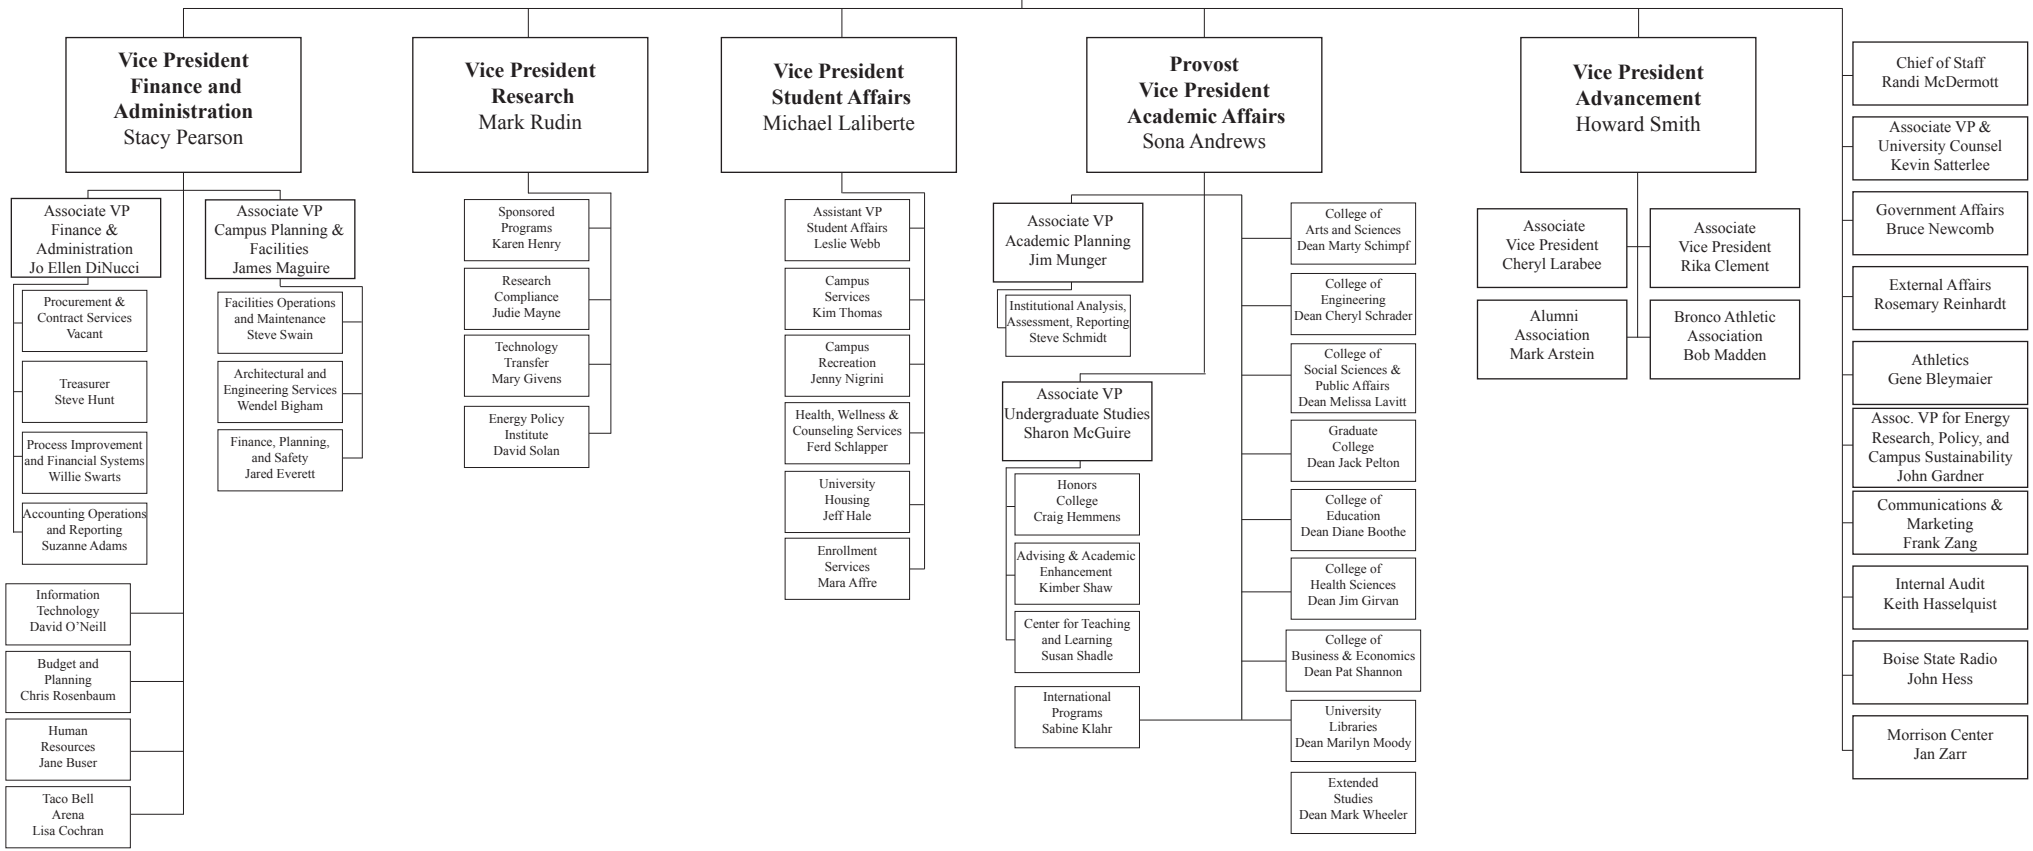 Vice President
Finance and
Administration
Stacy Pearson
Associate VP
Finance &
Administration
Jo Ellen DiNucci
Procurement &
Contract Services
Vacant
Treasurer
Steve Hunt
Process Improvement
and Financial Systems
Willie Swarts
Accounting Operations
and Reporting
Suzanne Adams
Associate VP
Campus Planning &
Facilities
James Maguire
Facilities Operations
and Maintenance
Steve Swain
Architectural and
Engineering Services
Wendel Bigham
Finance, Planning,
and Safety
Jared Everett
Information
Technology
David O’Neill
Budget and
Planning
Chris Rosenbaum
Human
Resources
Jane Buser
Taco Bell
Arena
Lisa Cochran
Vice President
Research
Mark Rudin
Sponsored
Programs
Karen Henry
Research
Compliance
Judie Mayne
Technology
Transfer
Mary Givens
Energy Policy
Institute
David Solan
Vice President
Student Affairs
Michael Laliberte
Assistant VP
Student Affairs
Leslie Webb
Campus
Services
Kim Thomas
Campus
Recreation
Jenny Nigrini
Health, Wellness &
Counseling Services
Ferd Schlapper
University
Housing
Jeff Hale
Enrollment
Services
Mara Affre
Provost
Vice President
Academic Affairs
Sona Andrews
Associate VP
Academic Planning
Jim Munger
Institutional Analysis,
Assessment, Reporting
Steve Schmidt
Associate VP
Undergraduate Studies
Sharon McGuire
Honors
College
Craig Hemmens
Advising & Academic
Enhancement
Kimber Shaw
Center for Teaching
and Learning
Susan Shadle
International
Programs
Sabine Klahr
College of
Arts and Sciences
Dean Marty Schimpf
College of
Engineering
Dean Cheryl Schrader
College of
Social Sciences &
Public Affairs
Dean Melissa Lavitt
Graduate
College
Dean Jack Pelton
College of
Education
Dean Diane Boothe
College of
Health Sciences
Dean Jim Girvan
College of
Business & Economics
Dean Pat Shannon
University
Libraries
Dean Marilyn Moody
Extended
Studies
Dean Mark Wheeler
Vice President
Advancement
Howard Smith
Associate
Vice President
Cheryl Larabee
Associate
Vice President
Rika Clement
Alumni
Association
Mark Arstein
Bronco Athletic
Association
Bob Madden
Chief of Staff
Randi McDermott
Associate VP &
University Counsel
Kevin Satterlee
Government Affairs
Bruce Newcomb
External Affairs
Rosemary Reinhardt
Athletics
Gene Bleymaier
Assoc. VP for Energy
Research, Policy, and
Campus Sustainability
John Gardner
Communications &
Marketing
Frank Zang
Internal Audit
Keith Hasselquist
Boise State Radio
John Hess
Morrison Center
Jan Zarr